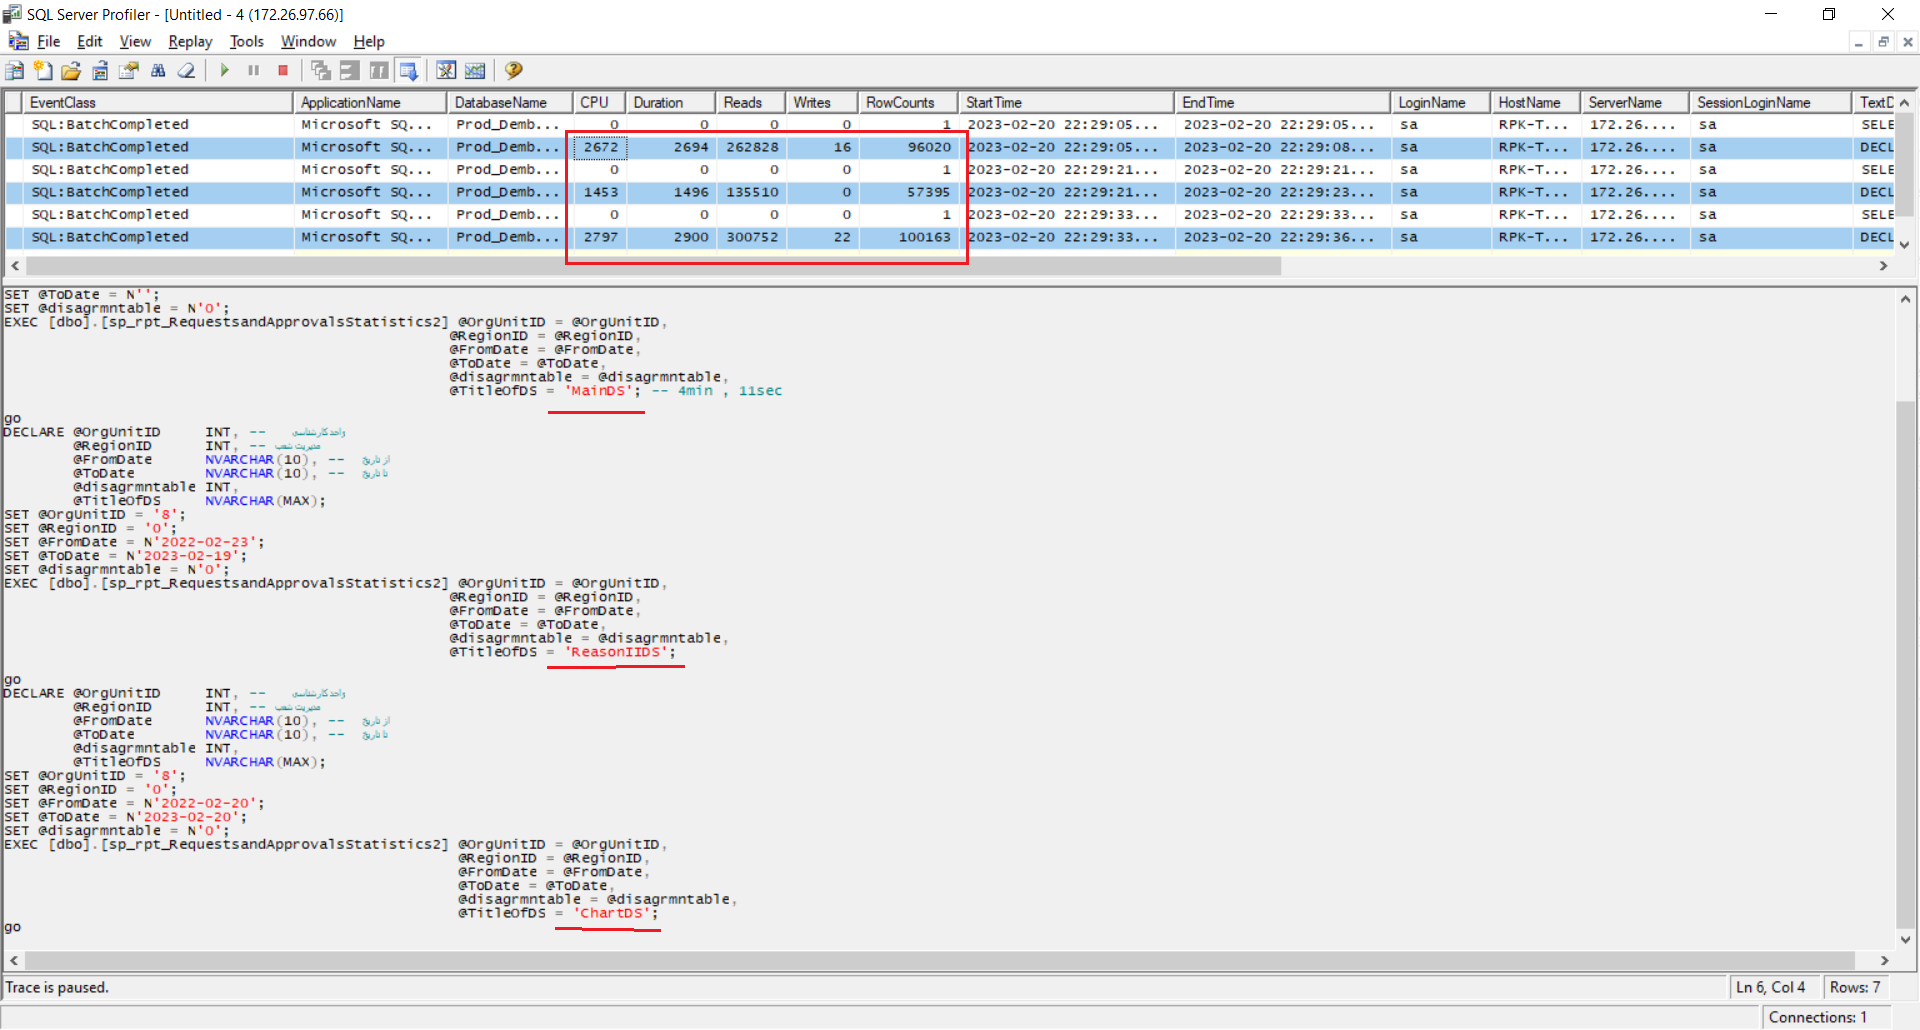 SQL Server Profiler - [Untitled - 4 (172.26.97.66)]
File Edit View Replay Tools Window Help
EventClass ApplicationName DatabaseName CPU Duration Reads Writes RowCounts StartTime EndTime LoginName HostName ServerName SessionLoginName TextD
SQL:BatchCompleted Microsoft SQ... Prod_Demb... 0 0 0 0 1 2023-02-20 22:29:05... 2023-02-20 22:29:05... sa RPK-T... 172.26.... sa SELE
SQL:BatchCompleted Microsoft SQ... Prod_Demb... 2672 2694 262828 16 96020 2023-02-20 22:29:05... 2023-02-20 22:29:08... sa RPK-T... 172.26.... sa DECL
SQL:BatchCompleted Microsoft SQ... Prod_Demb... 0 0 0 0 1 2023-02-20 22:29:21... 2023-02-20 22:29:21... sa RPK-T... 172.26.... sa SELE
SQL:BatchCompleted Microsoft SQ... Prod_Demb... 1453 1496 135510 0 57395 2023-02-20 22:29:21... 2023-02-20 22:29:23... sa RPK-T... 172.26.... sa DECL
SQL:BatchCompleted Microsoft SQ... Prod_Demb... 0 0 0 0 1 2023-02-20 22:29:33... 2023-02-20 22:29:33... sa RPK-T... 172.26.... sa SELE
SQL:BatchCompleted Microsoft SQ... Prod_Demb... 2797 2900 300752 22 100163 2023-02-20 22:29:33... 2023-02-20 22:29:36... sa RPK-T... 172.26.... sa DECL
SET @ToDate = N'';
SET @disagrmntable = N'0';
EXEC [dbo].[sp_rpt_RequestsandApprovalsStatistics2] @OrgUnitID = @OrgUnitID,
@RegionID = @RegionID,
@FromDate = @FromDate,
@ToDate = @ToDate,
@disagrmntable = @disagrmntable,
@TitleOfDS = 'MainDS'; -- 4min , 11sec
go
DECLARE @OrgUnitID INT, -- واحد کارشناسی
@RegionID INT, -- مدیریت شعب
@FromDate NVARCHAR(10), -- از تاریخ
@ToDate NVARCHAR(10), -- تا تاریخ
@disagrmntable INT,
@TitleOfDS NVARCHAR(MAX);
SET @OrgUnitID = '8';
SET @RegionID = '0';
SET @FromDate = N'2022-02-23';
SET @ToDate = N'2023-02-19';
SET @disagrmntable = N'0';
EXEC [dbo].[sp_rpt_RequestsandApprovalsStatistics2] @OrgUnitID = @OrgUnitID,
@RegionID = @RegionID,
@FromDate = @FromDate,
@ToDate = @ToDate,
@disagrmntable = @disagrmntable,
@TitleOfDS = 'ReasonIIDS';
go
DECLARE @OrgUnitID INT, -- واحد کارشناسی
@RegionID INT, -- مدیریت شعب
@FromDate NVARCHAR(10), -- از تاریخ
@ToDate NVARCHAR(10), -- تا تاریخ
@disagrmntable INT,
@TitleOfDS NVARCHAR(MAX);
SET @OrgUnitID = '8';
SET @RegionID = '0';
SET @FromDate = N'2022-02-20';
SET @ToDate = N'2023-02-20';
SET @disagrmntable = N'0';
EXEC [dbo].[sp_rpt_RequestsandApprovalsStatistics2] @OrgUnitID = @OrgUnitID,
@RegionID = @RegionID,
@FromDate = @FromDate,
@ToDate = @ToDate,
@disagrmntable = @disagrmntable,
@TitleOfDS = 'ChartDS';
go
Trace is paused. Ln 6, Col 4 Rows: 7
Connections: 1